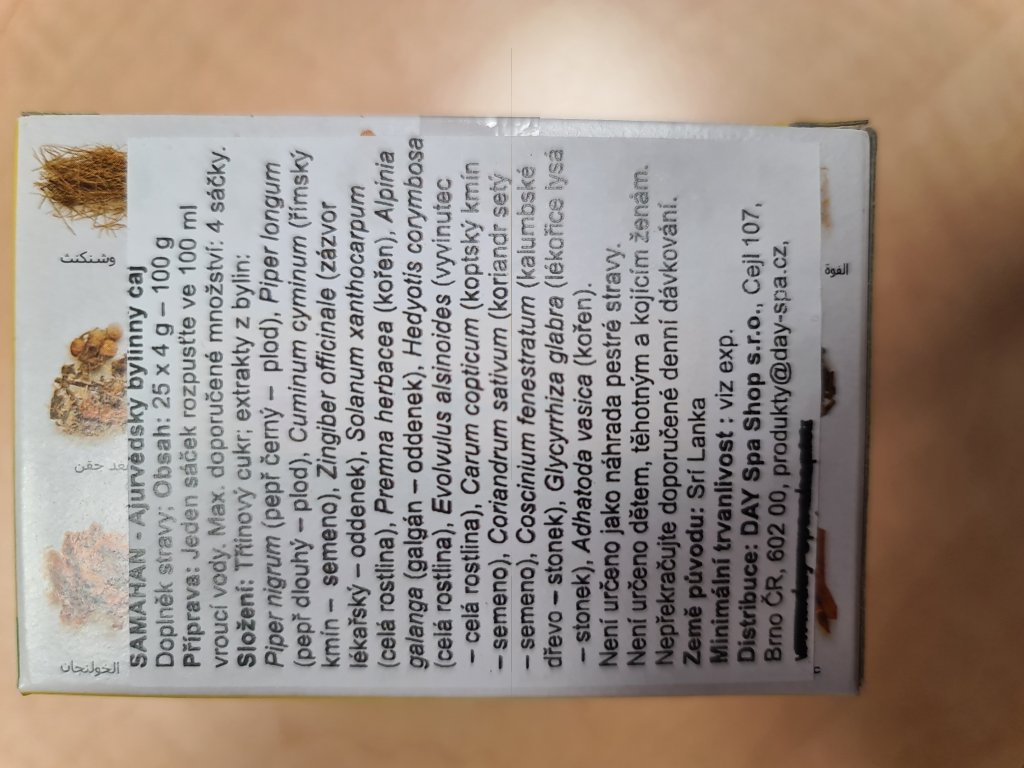 وشنكنث
الخولنجان
القوة
SAMAHAN - Ajurvédský bylinný čaj
Doplněk stravy; Obsah: 25 x 4 g – 100 g
Příprava: Jeden sáček rozpusťte ve 100 ml
vroucí vody. Max. doporučené množství: 4 sáčky.
Složení: Třtinový cukr; extrakty z bylin:
Piper nigrum (pepř černý – plod), Piper longum
(pepř dlouhý – plod), Cuminum cyminum (římský
kmín – semeno), Zingiber officinale (zázvor
lékařský – oddenek), Solanum xanthocarpum
(celá rostlina), Premna herbacea (kořen), Alpinia
galanga (galgán – oddenek), Hedyotis corymbosa
(celá rostlina), Evolvulus alsinoides (vyvinutec
– celá rostlina), Carum copticum (koptský kmín
– semeno), Coriandrum sativum (koriandr setý
– semeno), Coscinium fenestratum (kalumbské
dřevo – stonek), Glycyrrhiza glabra (lékořice lysá
– stonek), Adhatoda vasica (kořen).
Není určeno jako náhrada pestré stravy.
Není určeno dětem, těhotným a kojícím ženám.
Nepřekračujte doporučené denní dávkování.
Země původu: Srí Lanka
Minimální trvanlivost : viz exp.
Distribuce: DAY Spa Shop s.r.o., Cejl 107,
Brno ČR, 602 00, produkty@day-spa.cz,